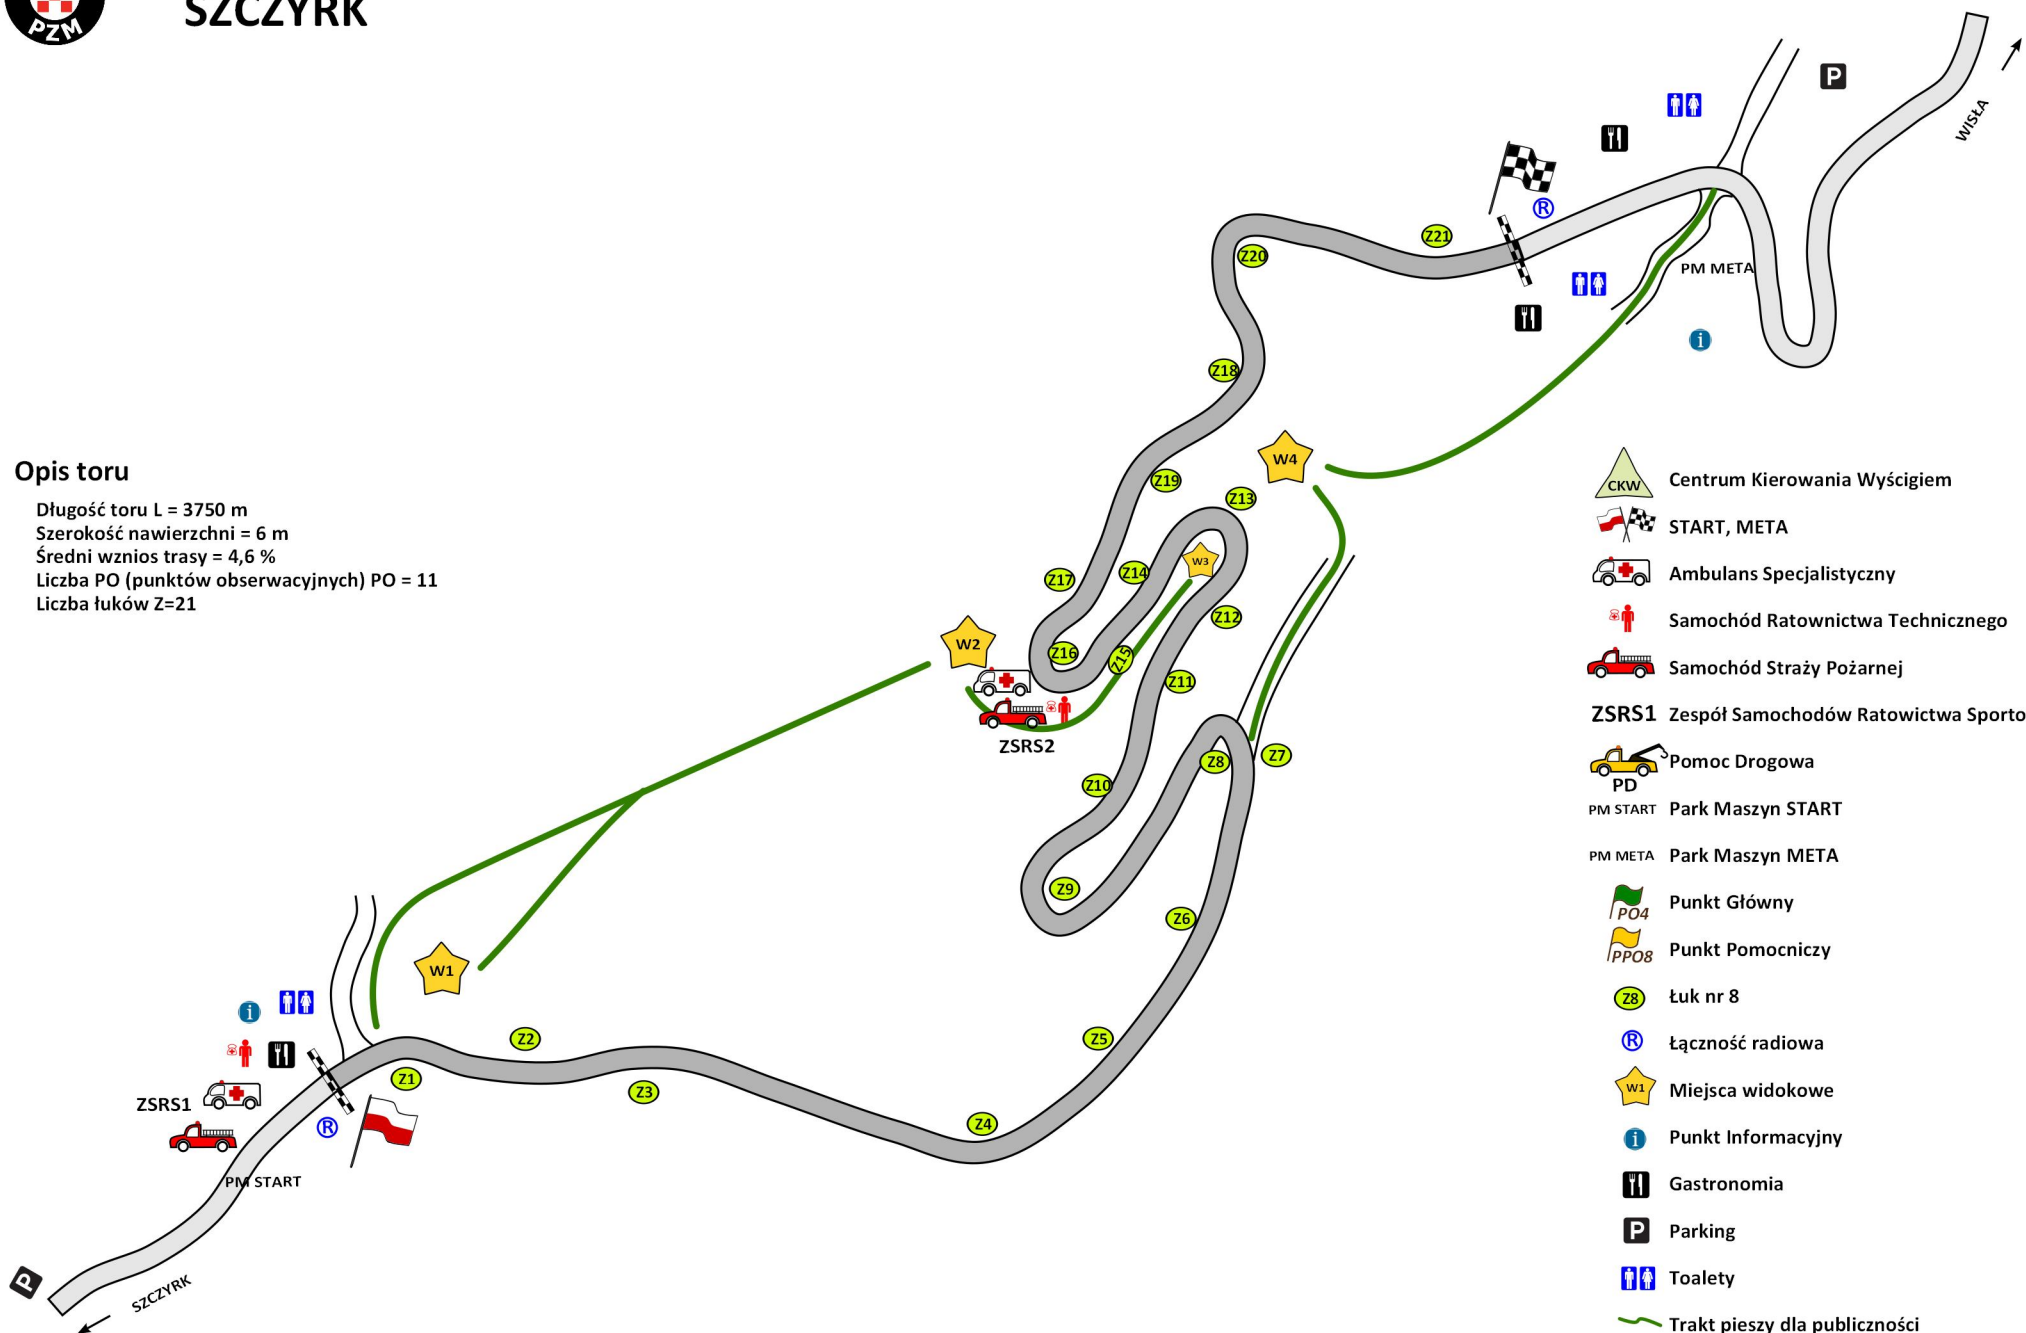 PZM
SZCZYRK
WISŁA
P
Z21
Z20
®
PM META
i
Z18
W4
Z19
Z13
W3
Z17
Z14
Z12
W2
Z16
Z15
Z11
ZSRS2
Z8
Z7
Z10
Z9
Z6
W1
Z5
Z2
Z1
Z3
Z4
i
ZSRS1
®
PM START
P
SZCZYRK
Opis toru
Długość toru L = 3750 m
Szerokość nawierzchni = 6 m
Średni wznios trasy = 4,6 %
Liczba PO (punktów obserwacyjnych) PO = 11
Liczba łuków Z=21
CKW Centrum Kierowania Wyścigiem
START, META
Ambulans Specjalistyczny
Samochód Ratownictwa Technicznego
Samochód Straży Pożarnej
ZSRS1 Zespół Samochodów Ratowictwa Sporto
Pomoc Drogowa
PD
PM START Park Maszyn START
PM META Park Maszyn META
PO4 Punkt Główny
PPO8 Punkt Pomocniczy
Z8 Łuk nr 8
® Łączność radiowa
W1 Miejsca widokowe
i Punkt Informacyjny
Gastronomia
P Parking
Toalety
Trakt pieszy dla publiczności